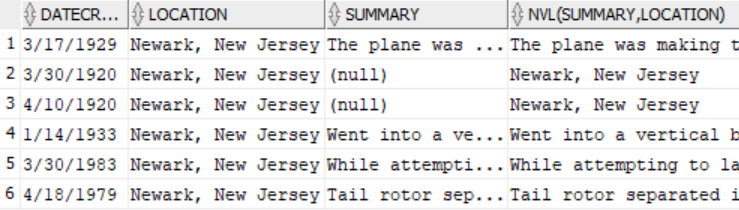 DATECR... LOCATION SUMMARY NVL(SUMMARY,LOCATION)
1 3/17/1929 Newark, New Jersey The plane was ... The plane was making t
2 3/30/1920 Newark, New Jersey (null) Newark, New Jersey
3 4/10/1920 Newark, New Jersey (null) Newark, New Jersey
4 1/14/1933 Newark, New Jersey Went into a ve... Went into a vertical b
5 3/30/1983 Newark, New Jersey While attempti... While attempting to la
6 4/18/1979 Newark, New Jersey Tail rotor sep... Tail rotor separated i